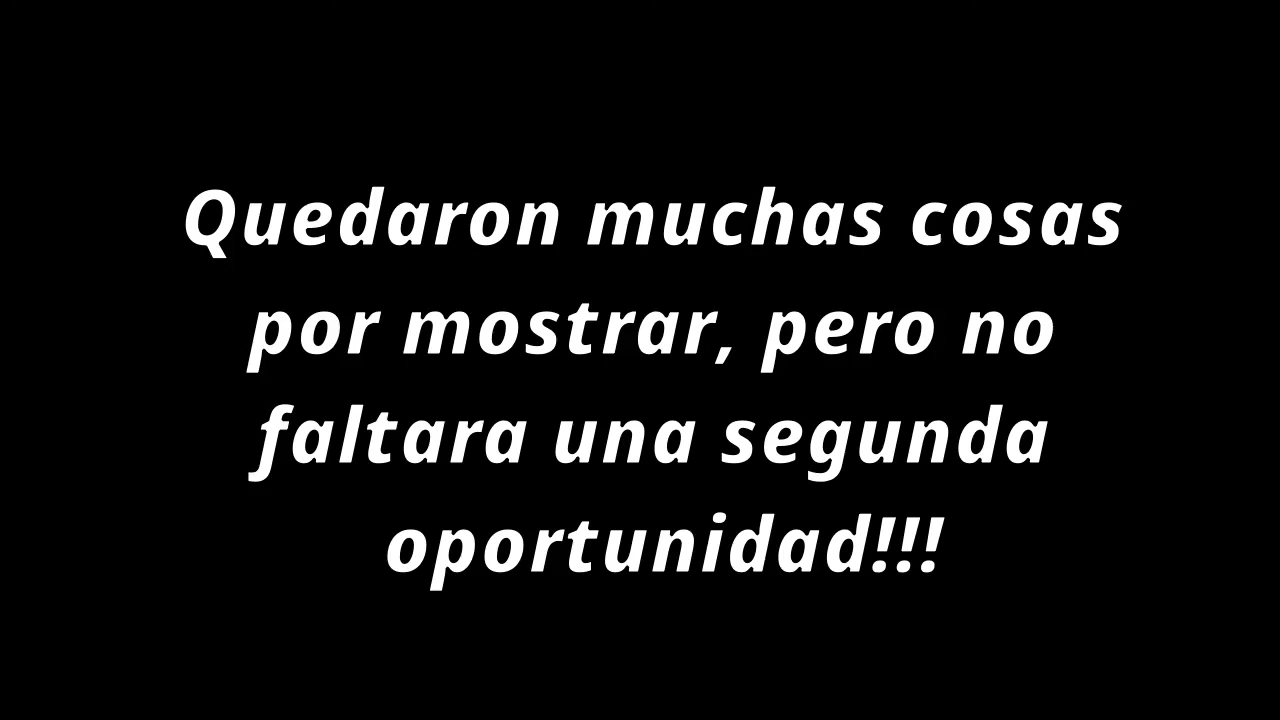 Quedaron muchas cosas
por mostrar, pero no
faltara una segunda
oportunidad!!!